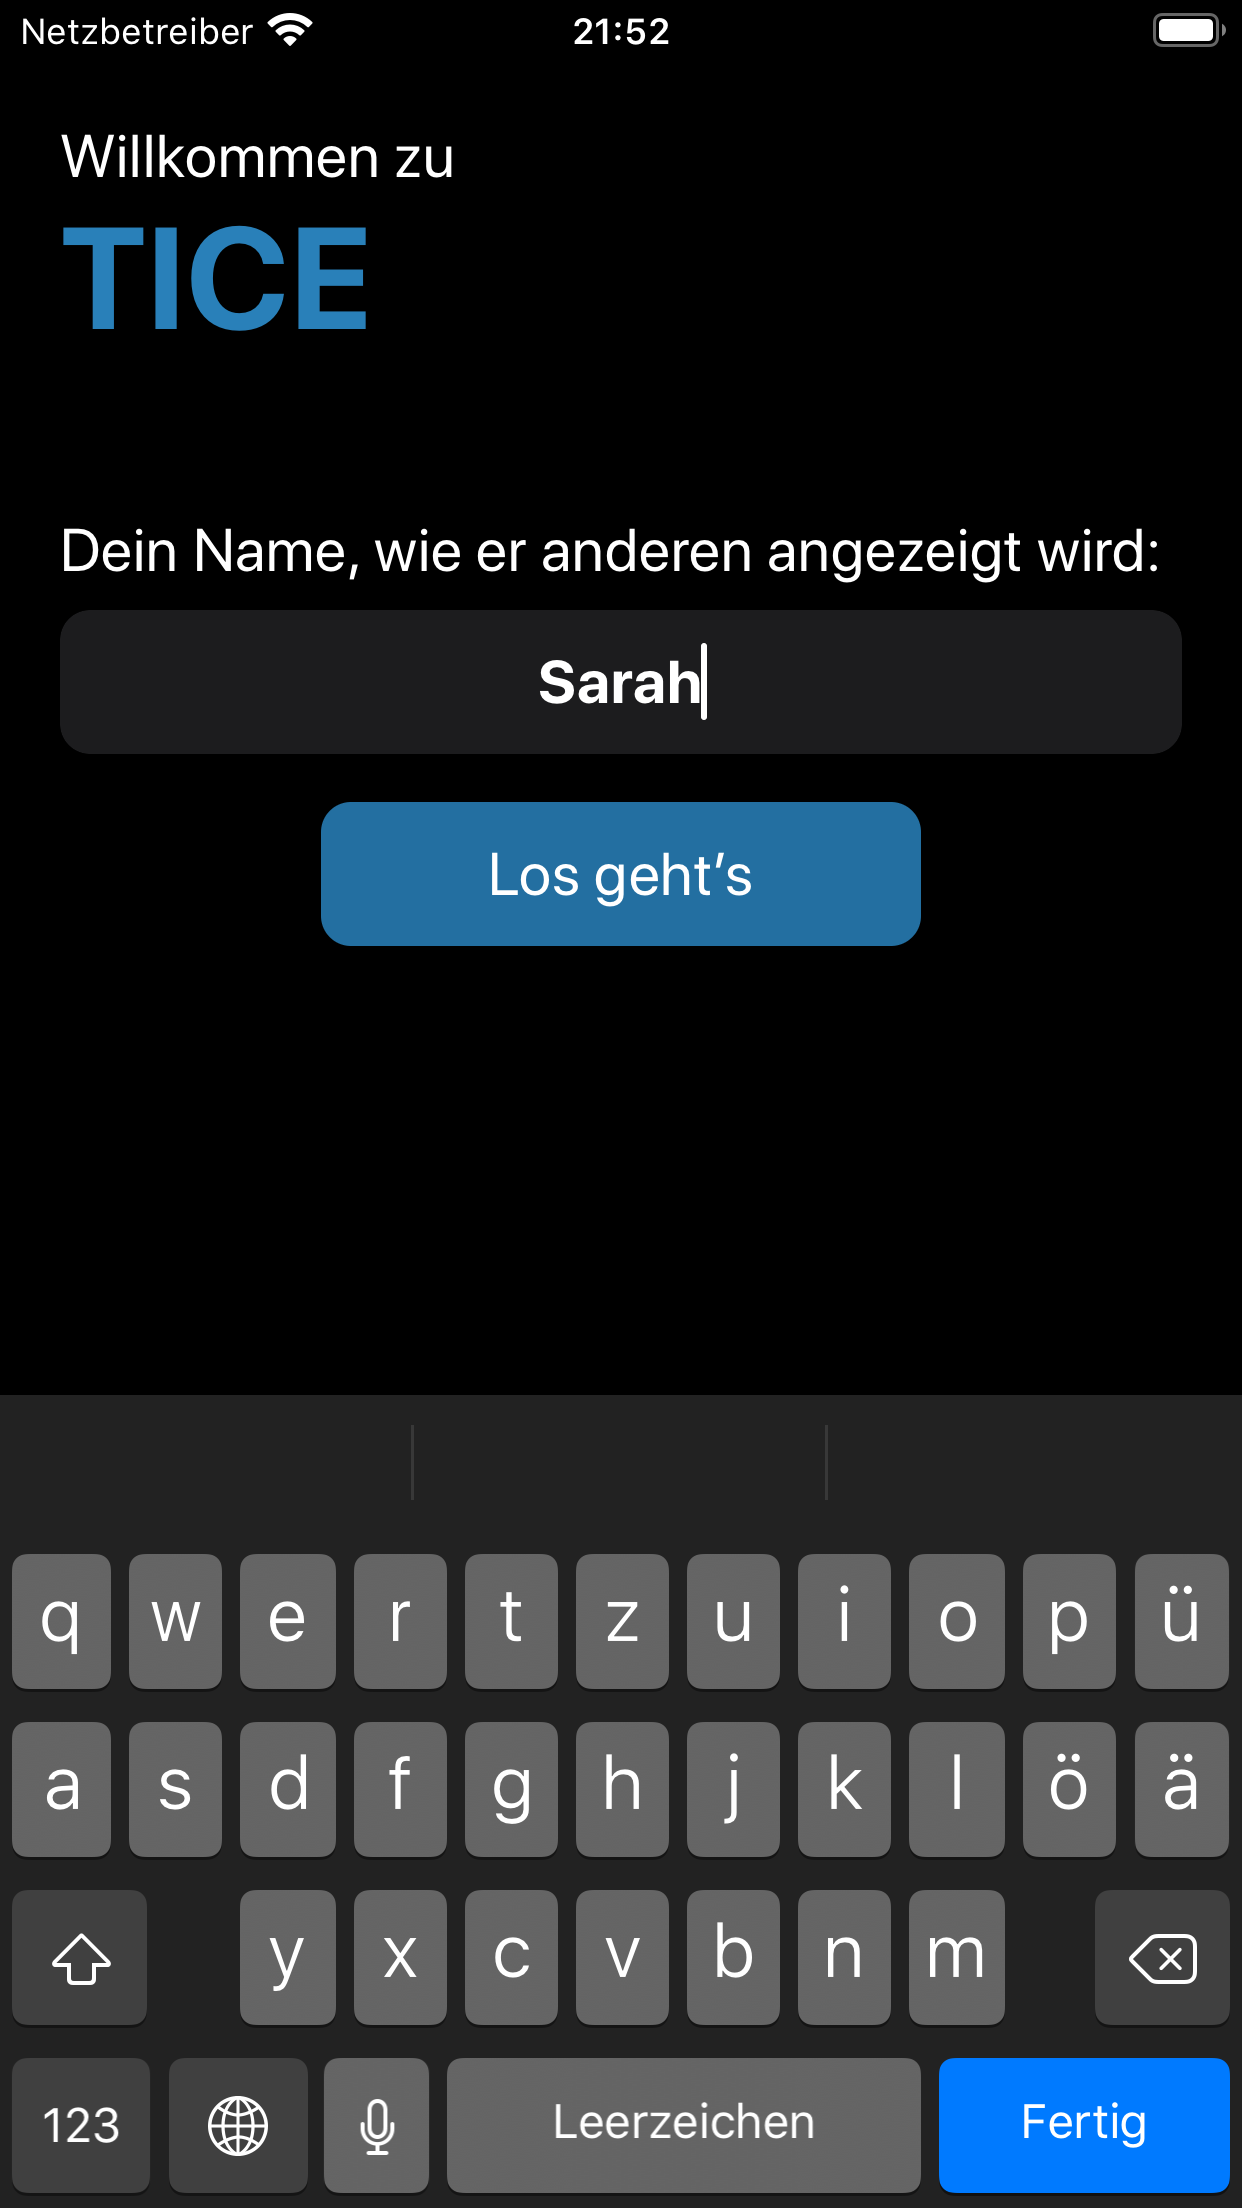 Netzbetreiber 21:52
Willkommen zu
TICE
Dein Name, wie er anderen angezeigt wird:
Sarah
Los geht’s
q w e r t z u i o p ü
a s d f g h j k l ö ä
y x c v b n m
123 Leerzeichen Fertig